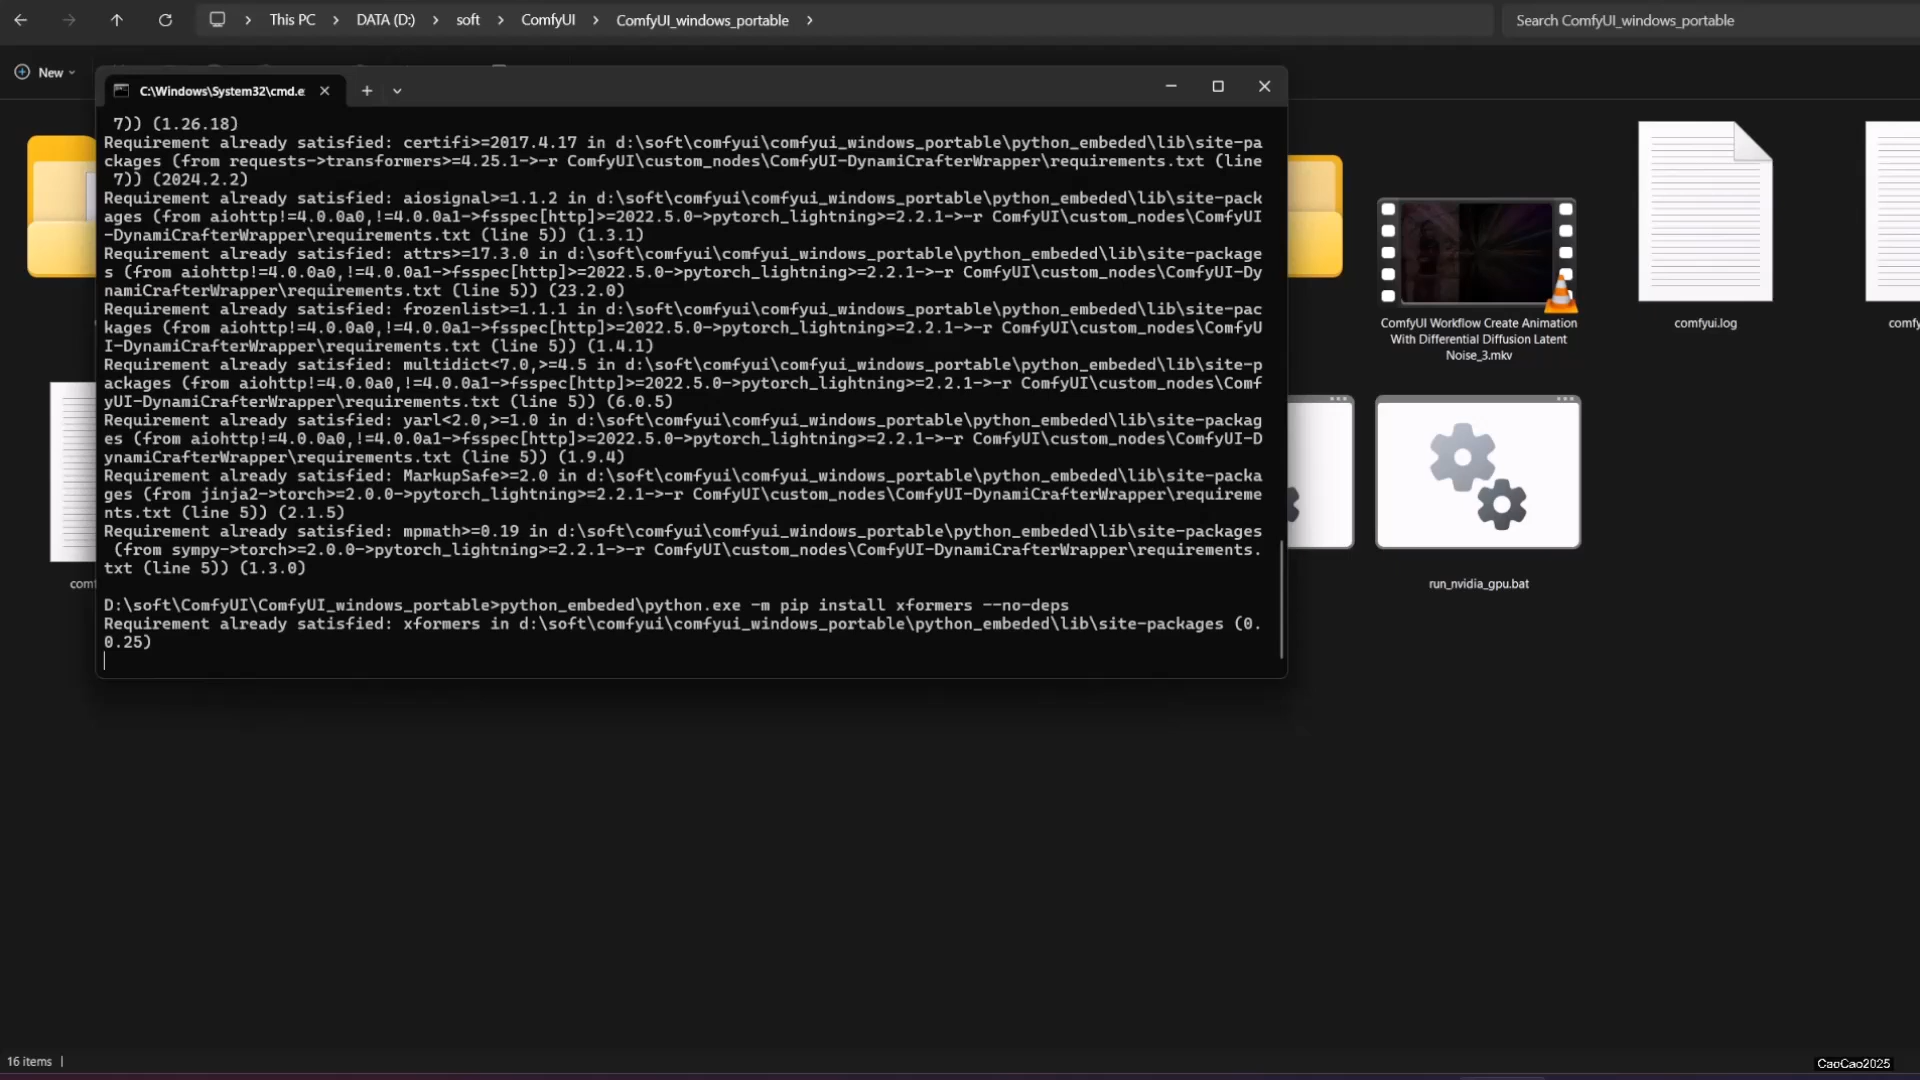 This PC
DATA (D:)
soft
ComfyUI
ComfyUI_windows_portable
Search ComfyUI_windows_portable
New
C:\Windows\System32\cmd.e
7)) (1.26.18)
Requirement already satisfied: certifi>=2017.4.17 in d:\soft\comfyui\comfyui_windows_portable\python_embeded\lib\site-pa
ckages (from requests->transformers>=4.25.1->-r ComfyUI\custom_nodes\ComfyUI-DynamiCrafterWrapper\requirements.txt (line
7)) (2024.2.2)
Requirement already satisfied: aiosignal>=1.1.2 in d:\soft\comfyui\comfyui_windows_portable\python_embeded\lib\site-pack
ages (from aiohttp!=4.0.0a0,!=4.0.0a1->fsspec[http]>=2022.5.0->pytorch_lightning>=2.2.1->-r ComfyUI\custom_nodes\ComfyUI
-DynamiCrafterWrapper\requirements.txt (line 5)) (1.3.1)
Requirement already satisfied: attrs>=17.3.0 in d:\soft\comfyui\comfyui_windows_portable\python_embeded\lib\site-package
s (from aiohttp!=4.0.0a0,!=4.0.0a1->fsspec[http]>=2022.5.0->pytorch_lightning>=2.2.1->-r ComfyUI\custom_nodes\ComfyUI-Dy
namiCrafterWrapper\requirements.txt (line 5)) (23.2.0)
Requirement already satisfied: frozenlist>=1.1.1 in d:\soft\comfyui\comfyui_windows_portable\python_embeded\lib\site-pac
kages (from aiohttp!=4.0.0a0,!=4.0.0a1->fsspec[http]>=2022.5.0->pytorch_lightning>=2.2.1->-r ComfyUI\custom_nodes\ComfyU
I-DynamiCrafterWrapper\requirements.txt (line 5)) (1.4.1)
Requirement already satisfied: multidict<7.0,>=4.5 in d:\soft\comfyui\comfyui_windows_portable\python_embeded\lib\site-p
ackages (from aiohttp!=4.0.0a0,!=4.0.0a1->fsspec[http]>=2022.5.0->pytorch_lightning>=2.2.1->-r ComfyUI\custom_nodes\Comf
yUI-DynamiCrafterWrapper\requirements.txt (line 5)) (6.0.5)
Requirement already satisfied: yarl<2.0,>=1.0 in d:\soft\comfyui\comfyui_windows_portable\python_embeded\lib\site-packag
es (from aiohttp!=4.0.0a0,!=4.0.0a1->fsspec[http]>=2022.5.0->pytorch_lightning>=2.2.1->-r ComfyUI\custom_nodes\ComfyUI-D
ynamiCrafterWrapper\requirements.txt (line 5)) (1.9.4)
Requirement already satisfied: MarkupSafe>=2.0 in d:\soft\comfyui\comfyui_windows_portable\python_embeded\lib\site-packa
ges (from jinja2->torch>=2.0.0->pytorch_lightning>=2.2.1->-r ComfyUI\custom_nodes\ComfyUI-DynamiCrafterWrapper\requireme
nts.txt (line 5)) (2.1.5)
Requirement already satisfied: mpmath>=0.19 in d:\soft\comfyui\comfyui_windows_portable\python_embeded\lib\site-packages
(from sympy->torch>=2.0.0->pytorch_lightning>=2.2.1->-r ComfyUI\custom_nodes\ComfyUI-DynamiCrafterWrapper\requirements.
txt (line 5)) (1.3.0)
D:\soft\ComfyUI\ComfyUI_windows_portable>python_embeded\python.exe -m pip install xformers --no-deps
Requirement already satisfied: xformers in d:\soft\comfyui\comfyui_windows_portable\python_embeded\lib\site-packages (0.
0.25)
ComfyUI Workflow Create Animation
With Differential Diffusion Latent
Noise_3.mkv
comfyui.log
comfy
comf
run_nvidia_gpu.bat
16 items
CaoCao2025